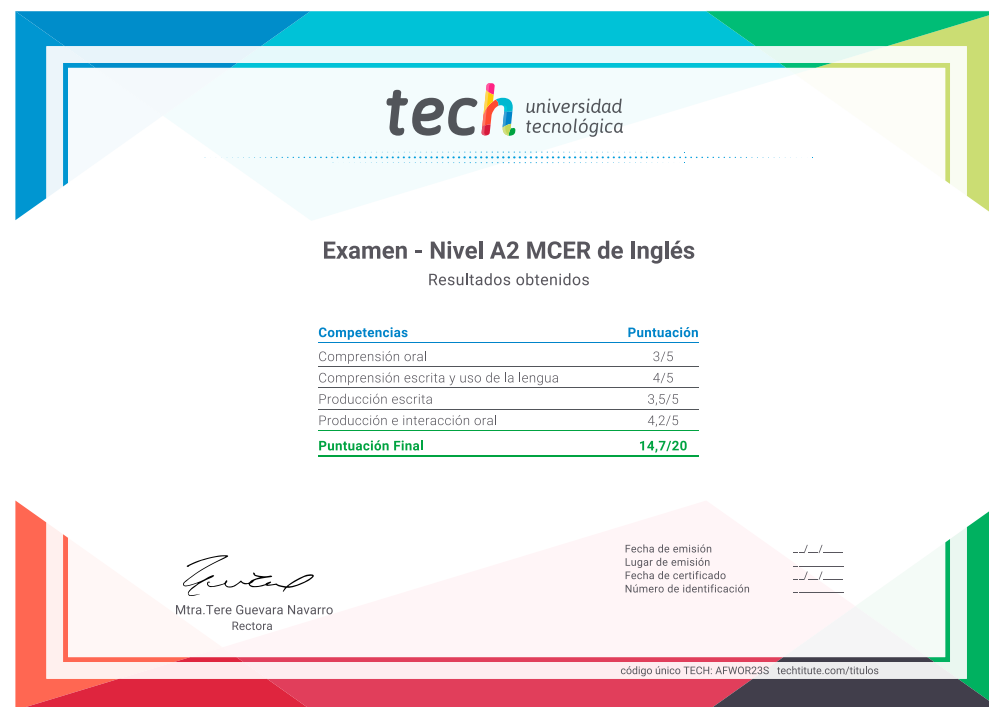 tech universidad
tecnológica
Examen - Nivel A2 MCER de Inglés
Resultados obtenidos
Competencias Puntuación
Comprensión oral 3/5
Comprensión escrita y uso de la lengua 4/5
Producción escrita 3,5/5
Producción e interacción oral 4,2/5
Puntuación Final 14,7/20
Fecha de emisión __/__/____
Lugar de emisión _________
Fecha de certificado __/__/____
Número de identificación _________
Mtra.Tere Guevara Navarro
Rectora
código único TECH: AFWOR23S techtitute.com/titulos